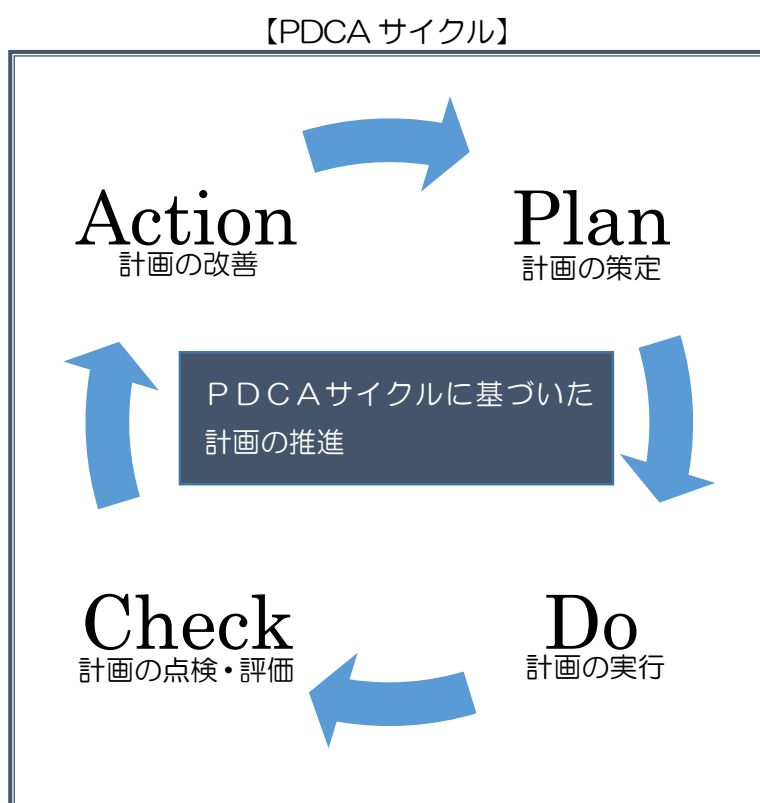 【PDCA サイクル】
Action
計画の改善
Plan
計画の策定
ＰＤＣＡサイクルに基づいた
計画の推進
Check
計画の点検・評価
Do
計画の実行